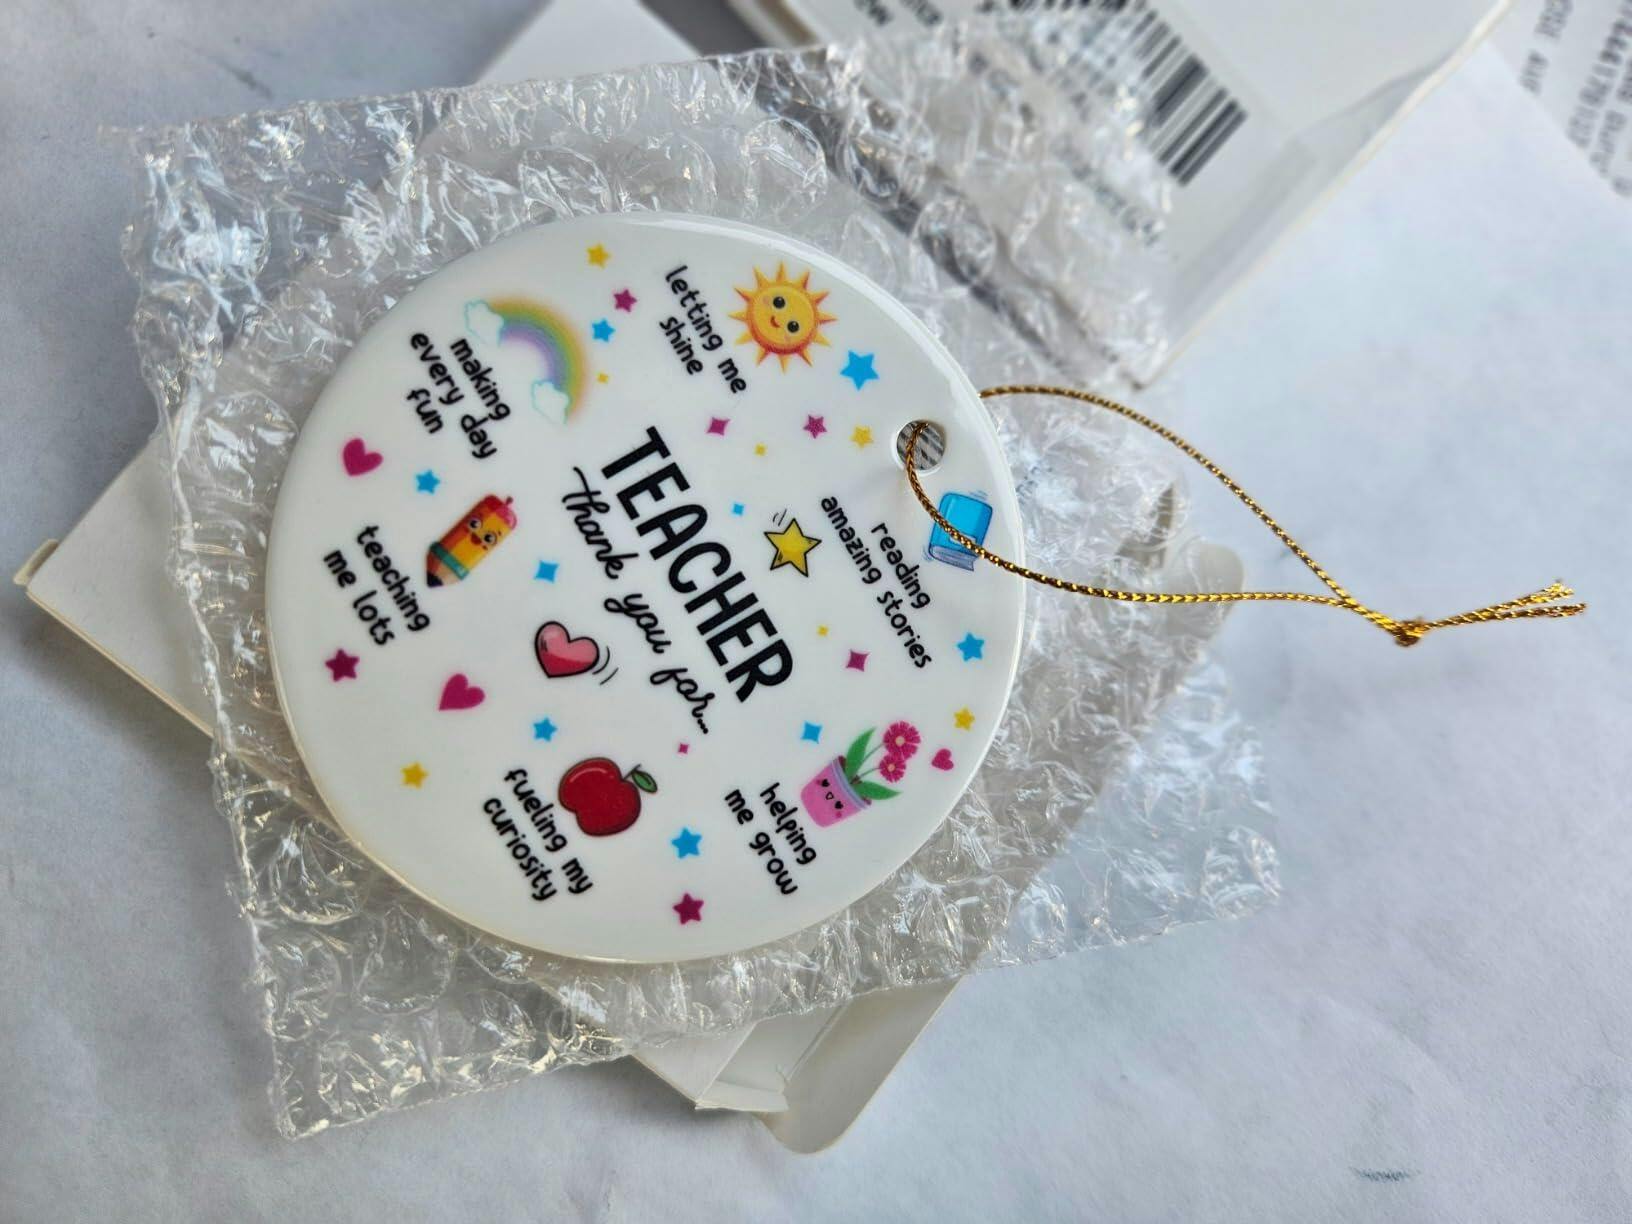 letting me
shine
making
every day
fun
TEACHER
thank you for...
reading
amazing stories
teaching
me lots
fueling my
curiosity
helping
me grow